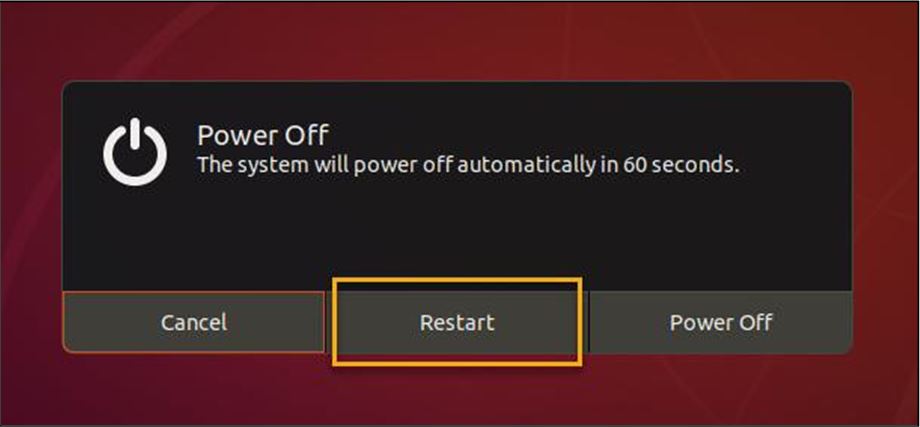 Power Off
The system will power off automatically in 60 seconds.
Cancel Restart Power Off